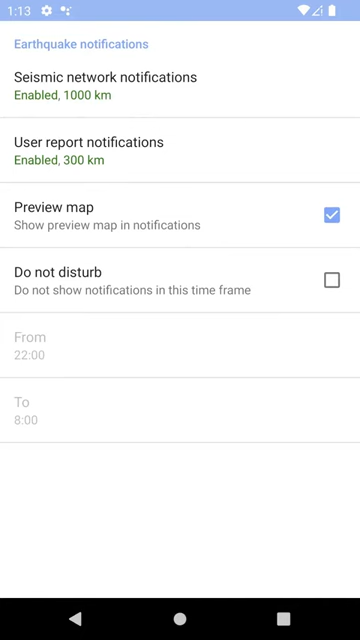 1:13
Earthquake notifications
Seismic network notifications
Enabled, 1000 km
User report notifications
Enabled, 300 km
Preview map
Show preview map in notifications
Do not disturb
Do not show notifications in this time frame
From
22:00
To
8:00